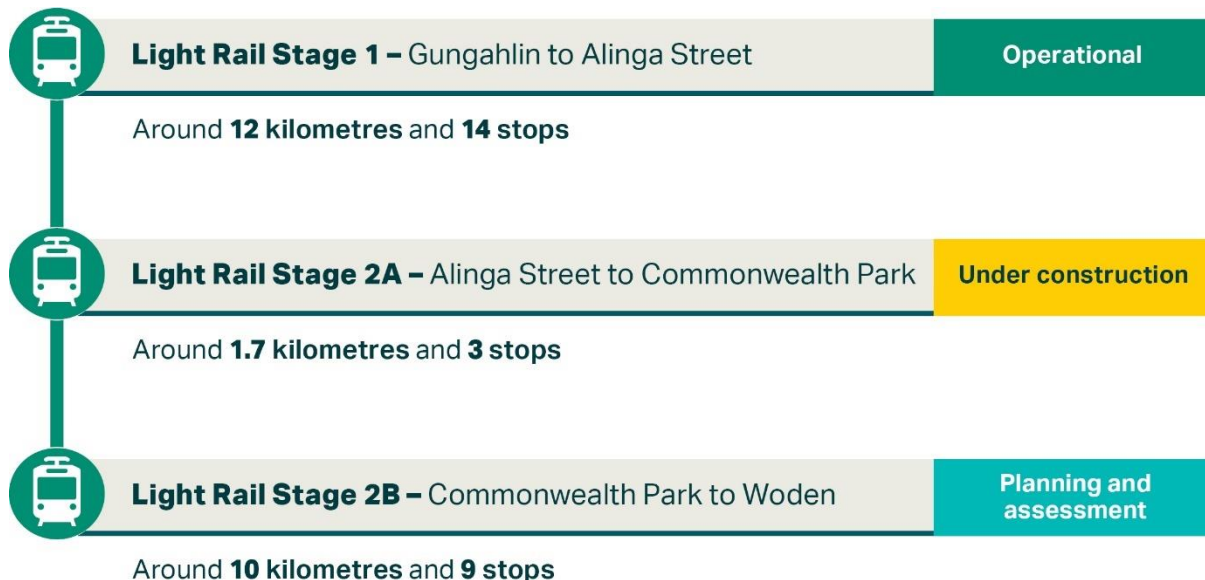 Light Rail Stage 1 – Gungahlin to Alinga Street
Operational
Around 12 kilometres and 14 stops
Light Rail Stage 2A – Alinga Street to Commonwealth Park
Under construction
Around 1.7 kilometres and 3 stops
Light Rail Stage 2B – Commonwealth Park to Woden
Planning and
assessment
Around 10 kilometres and 9 stops